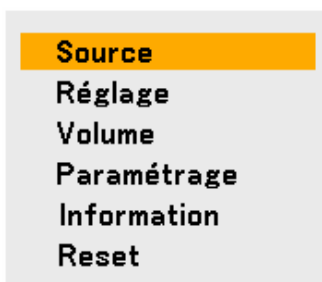 Source
Réglage
Volume
Paramétrage
Information
Reset